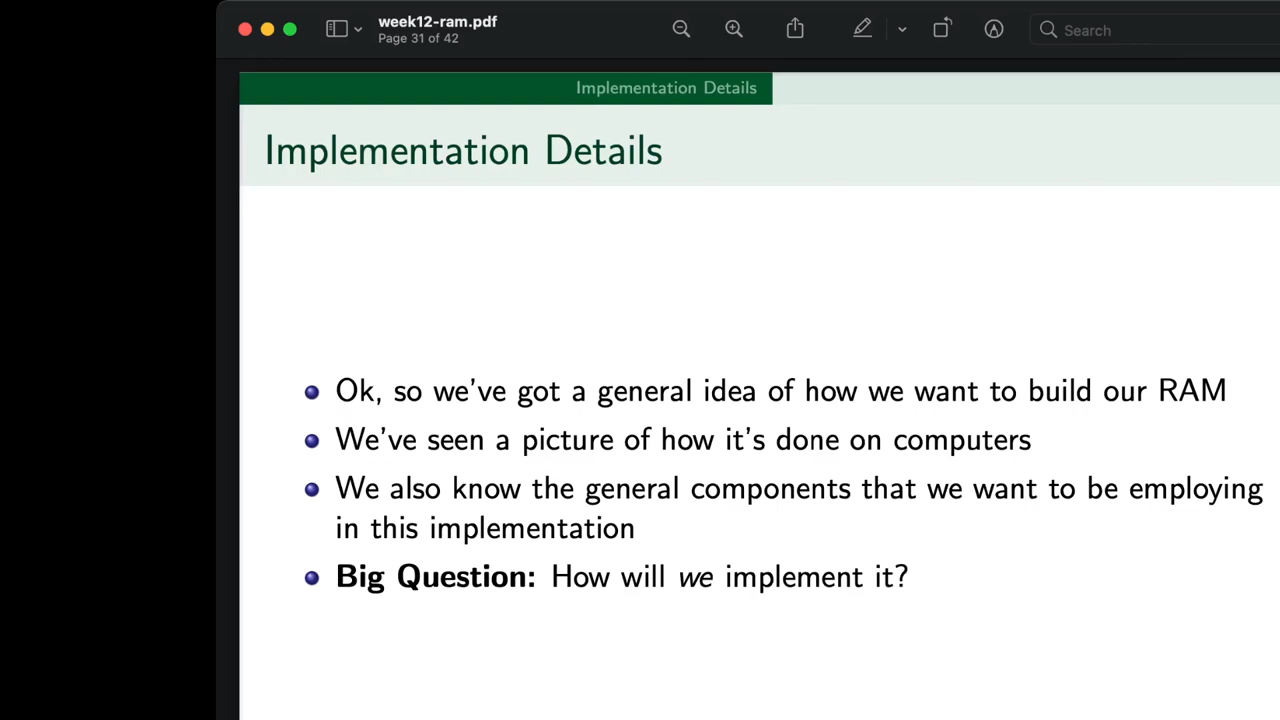 week12-ram.pdf
Page 31 of 42
Search
Implementation Details
Implementation Details
Ok, so we've got a general idea of how we want to build our RAM
We've seen a picture of how it's done on computers
We also know the general components that we want to be employing
in this implementation
Big Question: How will we implement it?